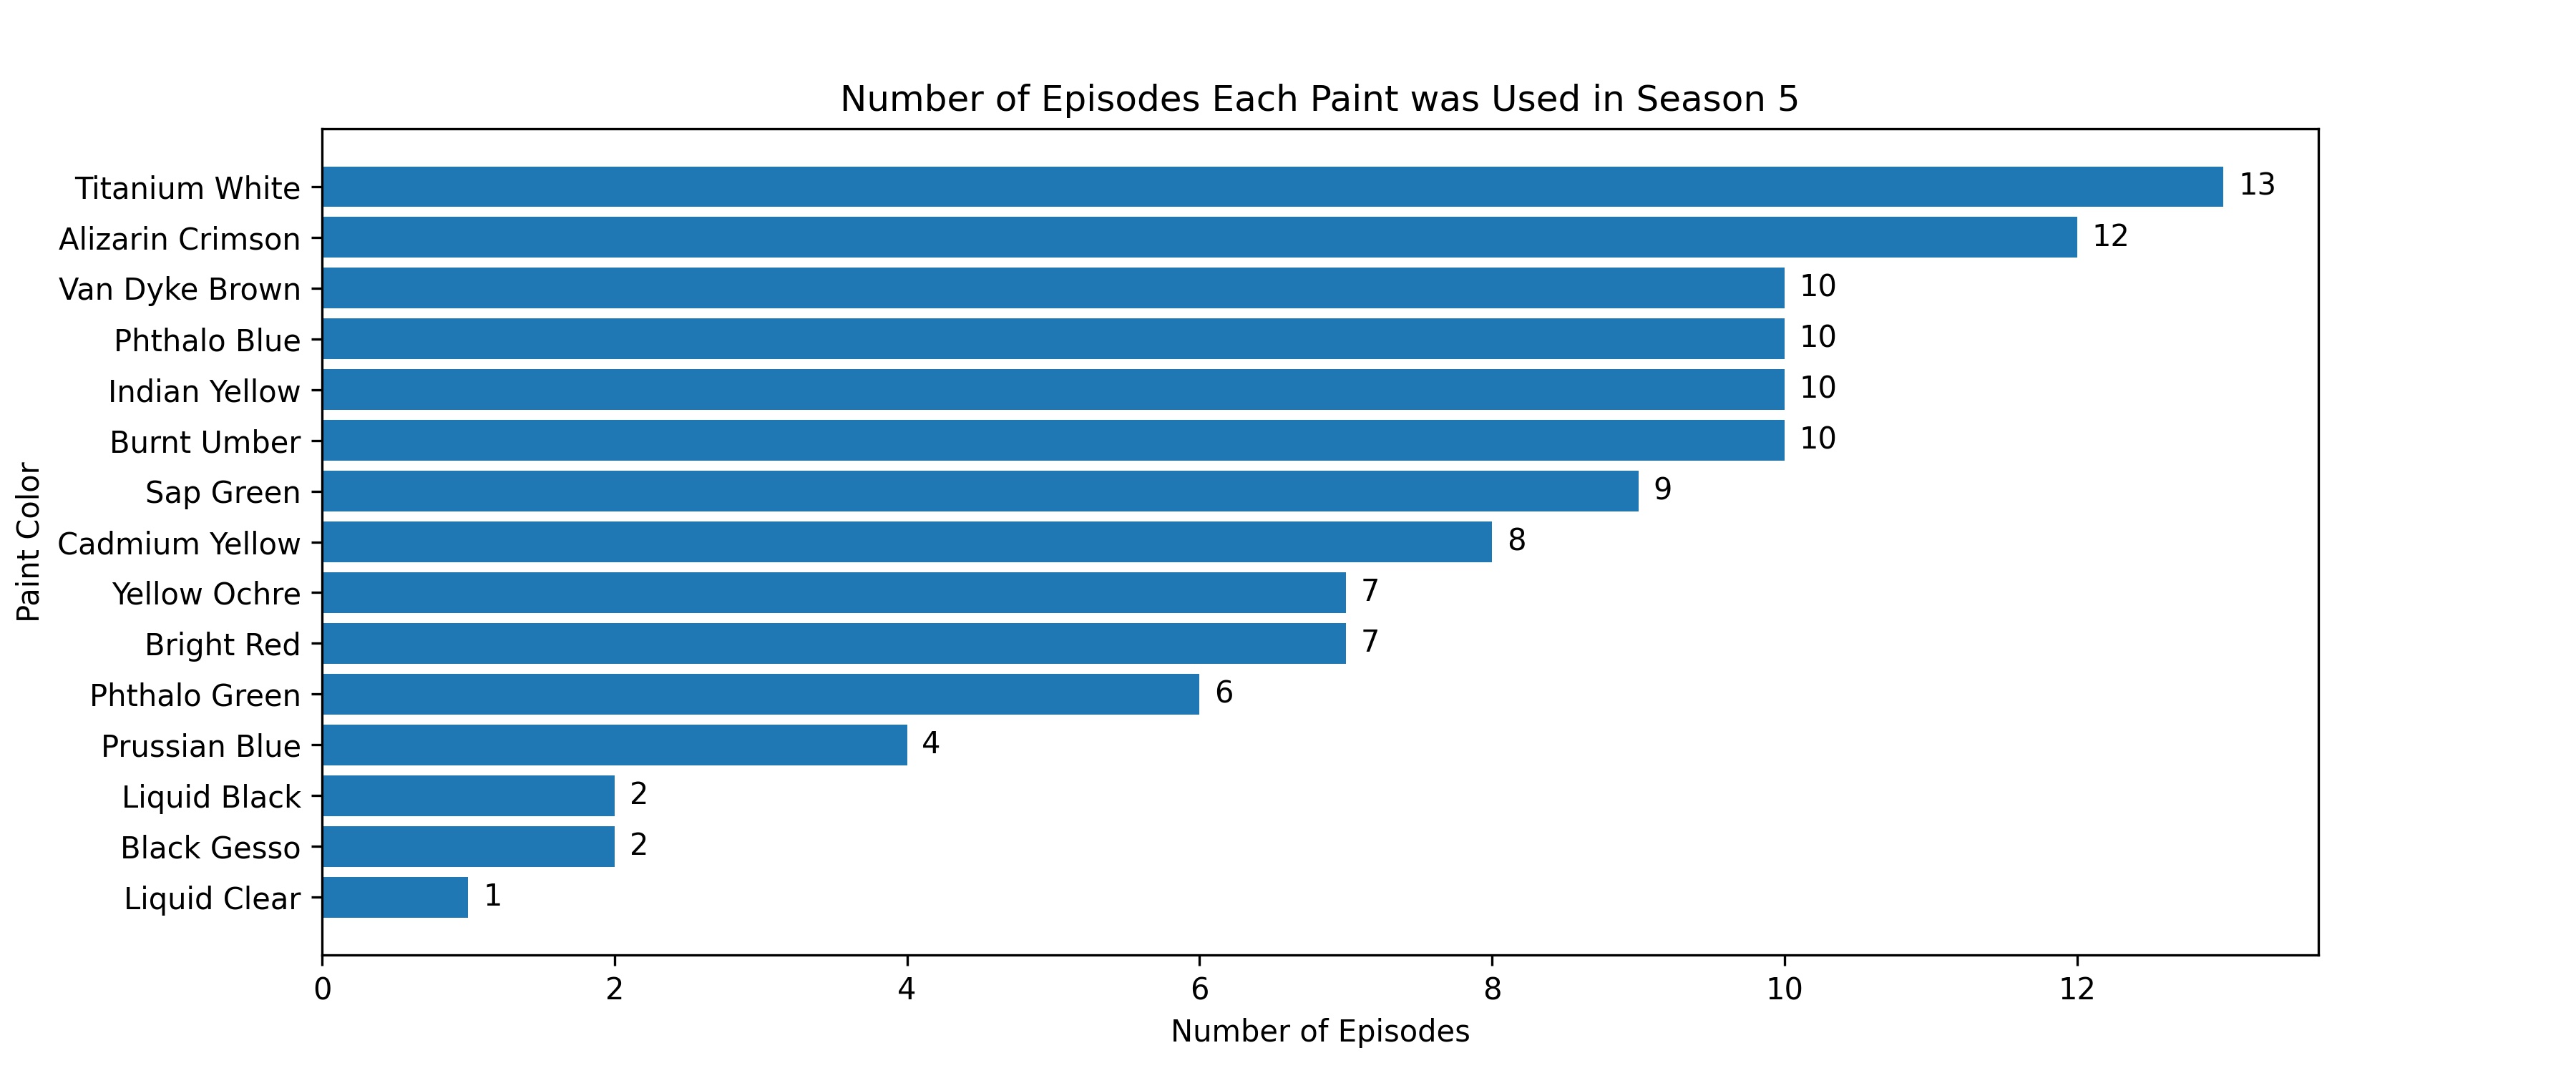 Number of Episodes Each Paint was Used in Season 5
Paint Color
Titanium White 13
Alizarin Crimson 12
Van Dyke Brown 10
Phthalo Blue 10
Indian Yellow 10
Burnt Umber 10
Sap Green 9
Cadmium Yellow 8
Yellow Ochre 7
Bright Red 7
Phthalo Green 6
Prussian Blue 4
Liquid Black 2
Black Gesso 2
Liquid Clear 1
0 2 4 6 8 10 12
Number of Episodes